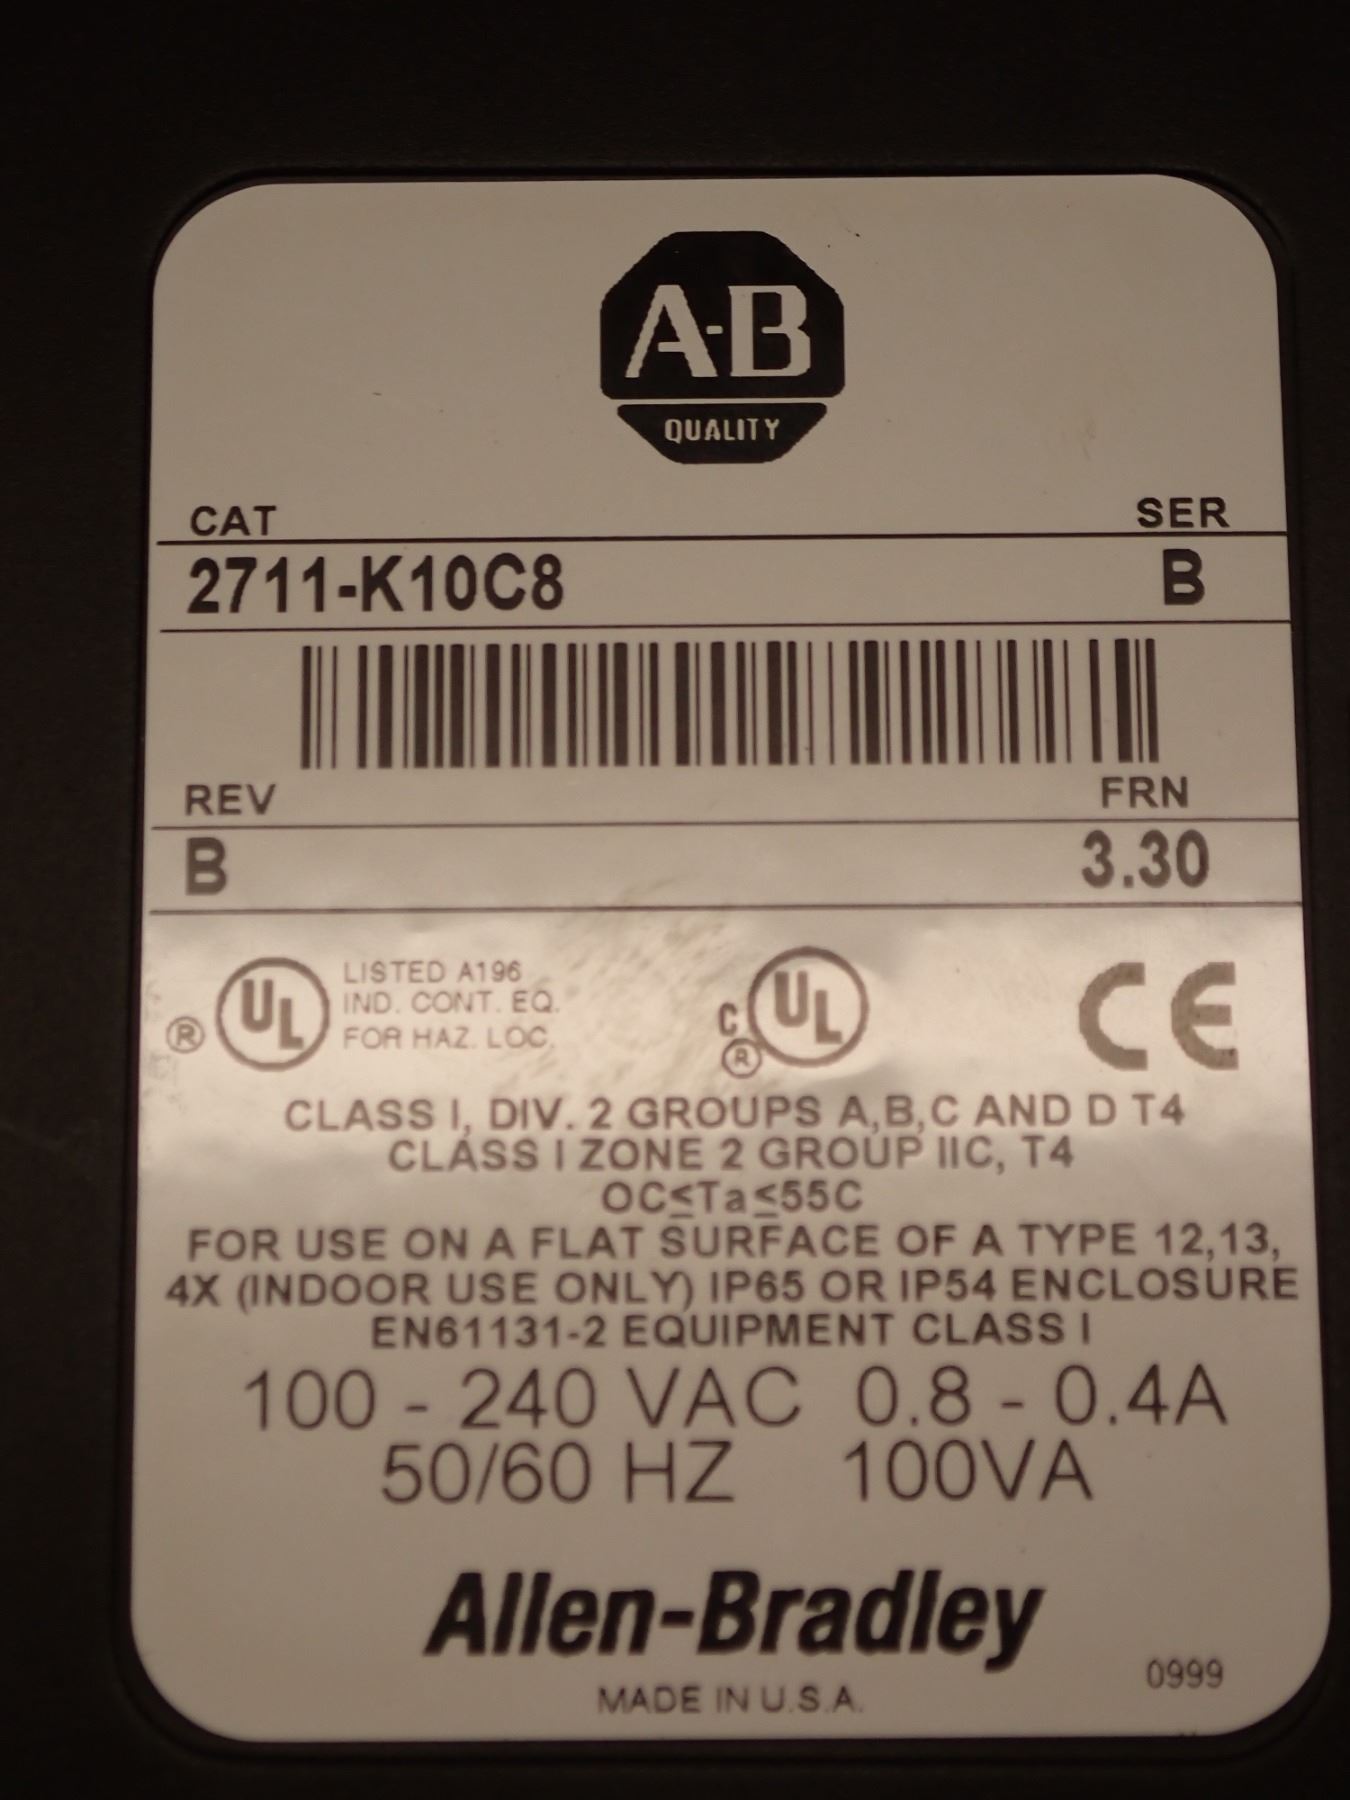 A-B
QUALITY
CAT SER
2711-K10C8 B
REV FRN
B 3.30
® UL LISTED A196
IND. CONT. EQ.
FOR HAZ. LOC.
C UL ®
CE
CLASS I, DIV. 2 GROUPS A,B,C AND D T4
CLASS I ZONE 2 GROUP IIC, T4
OC≤Ta≤55C
FOR USE ON A FLAT SURFACE OF A TYPE 12,13,
4X (INDOOR USE ONLY) IP65 OR IP54 ENCLOSURE
EN61131-2 EQUIPMENT CLASS I
100 - 240 VAC 0.8 - 0.4A
50/60 HZ 100VA
Allen-Bradley
MADE IN U.S.A. 0999